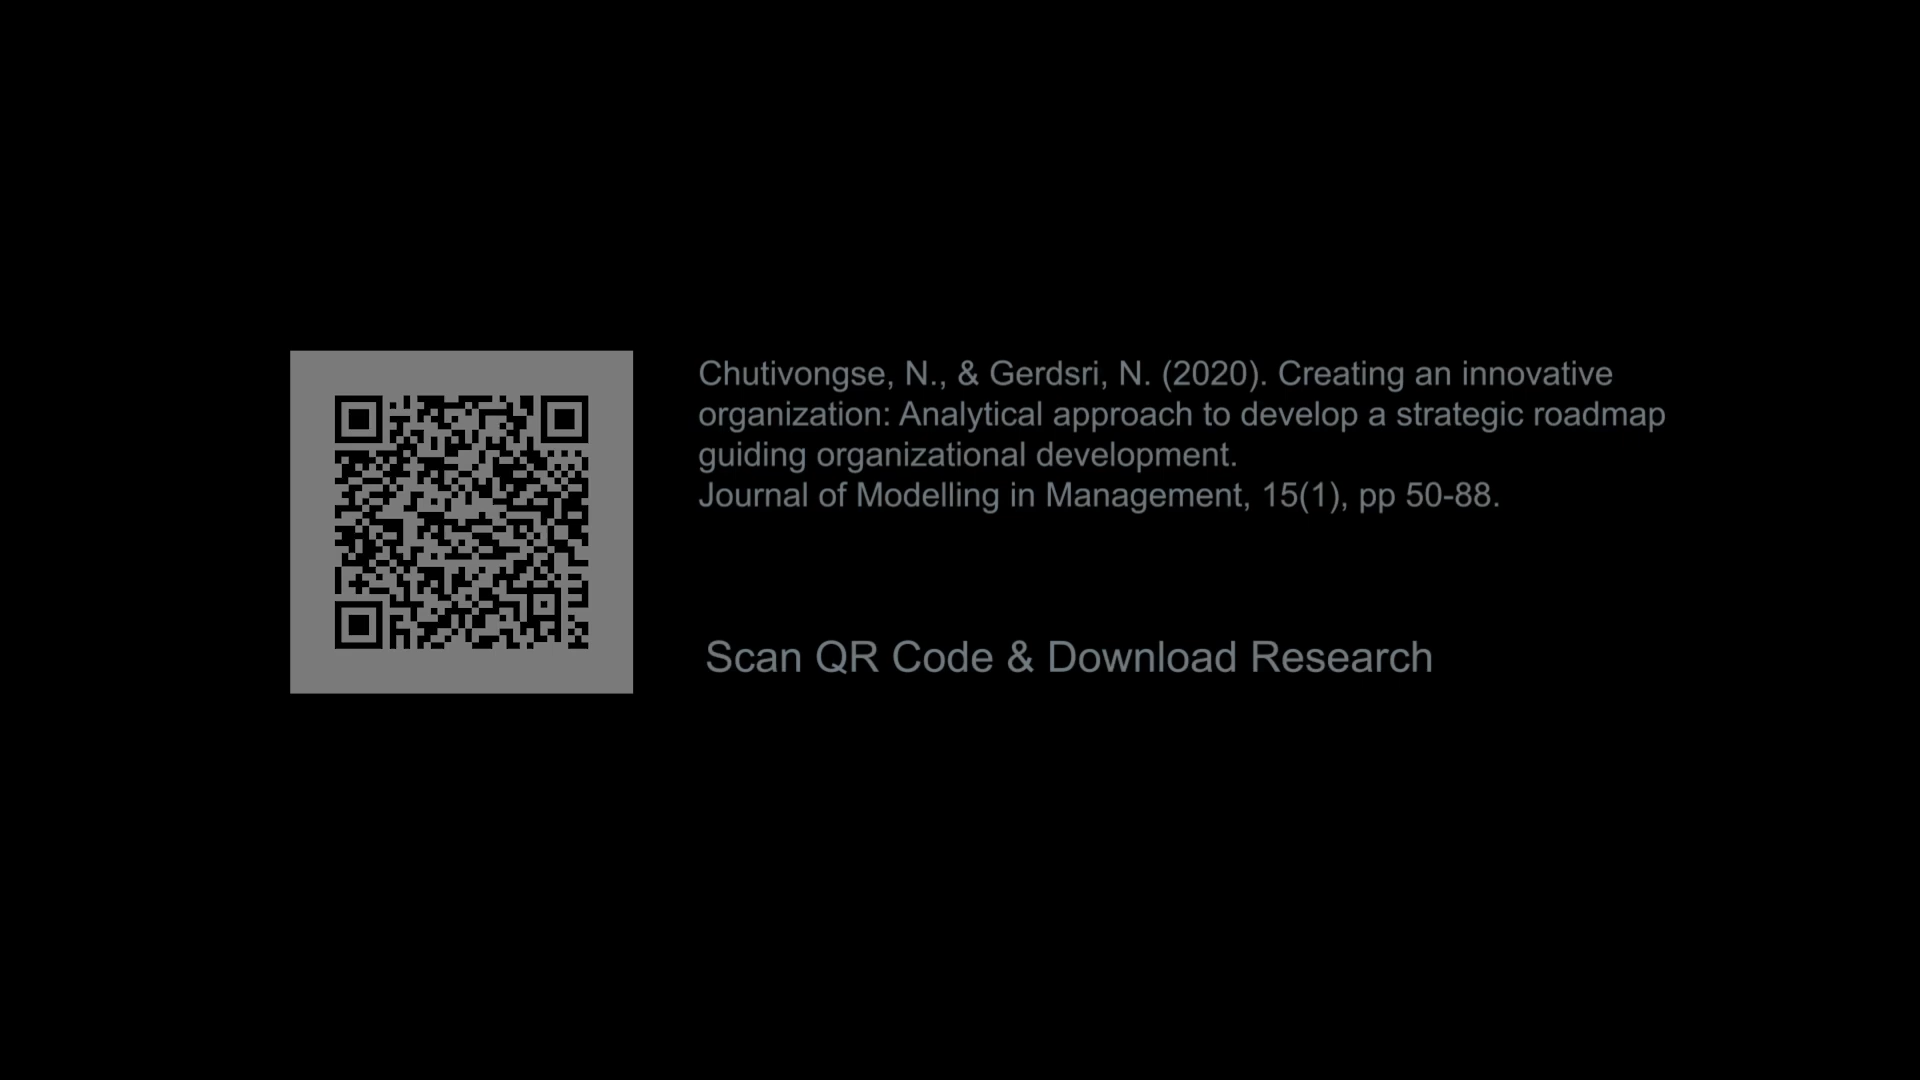 Chutivongse, N., & Gerdsri, N. (2020). Creating an innovative
organization: Analytical approach to develop a strategic roadmap
guiding organizational development.
Journal of Modelling in Management, 15(1), pp 50-88.
Scan QR Code & Download Research